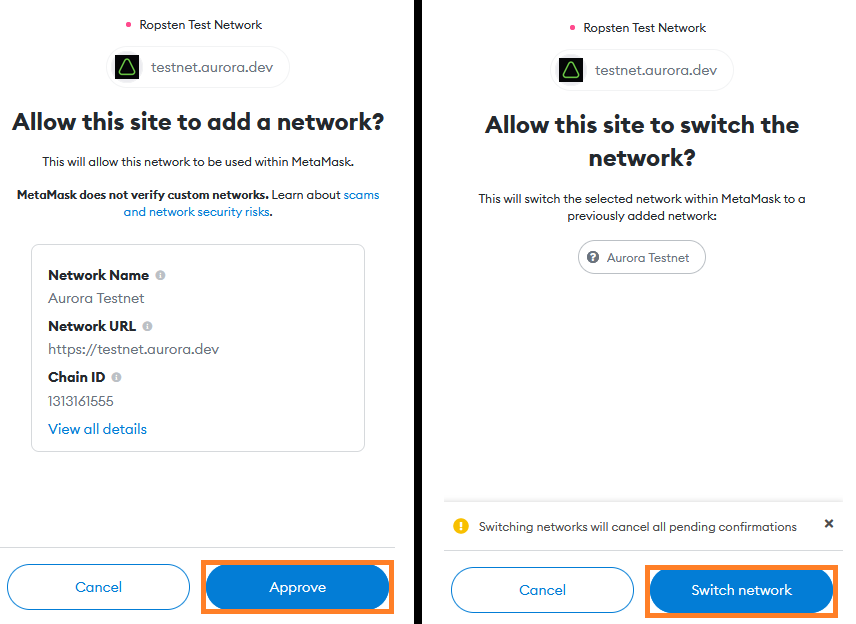 Ropsten Test Network
testnet.aurora.dev
Allow this site to add a network?
This will allow this network to be used within MetaMask.
MetaMask does not verify custom networks. Learn about scams
and network security risks.
Network Name
Aurora Testnet
Network URL
https://testnet.aurora.dev
Chain ID
1313161555
View all details
Cancel
Approve
Ropsten Test Network
testnet.aurora.dev
Allow this site to switch the
network?
This will switch the selected network within MetaMask to a
previously added network:
? Aurora Testnet
! Switching networks will cancel all pending confirmations
Cancel
Switch network